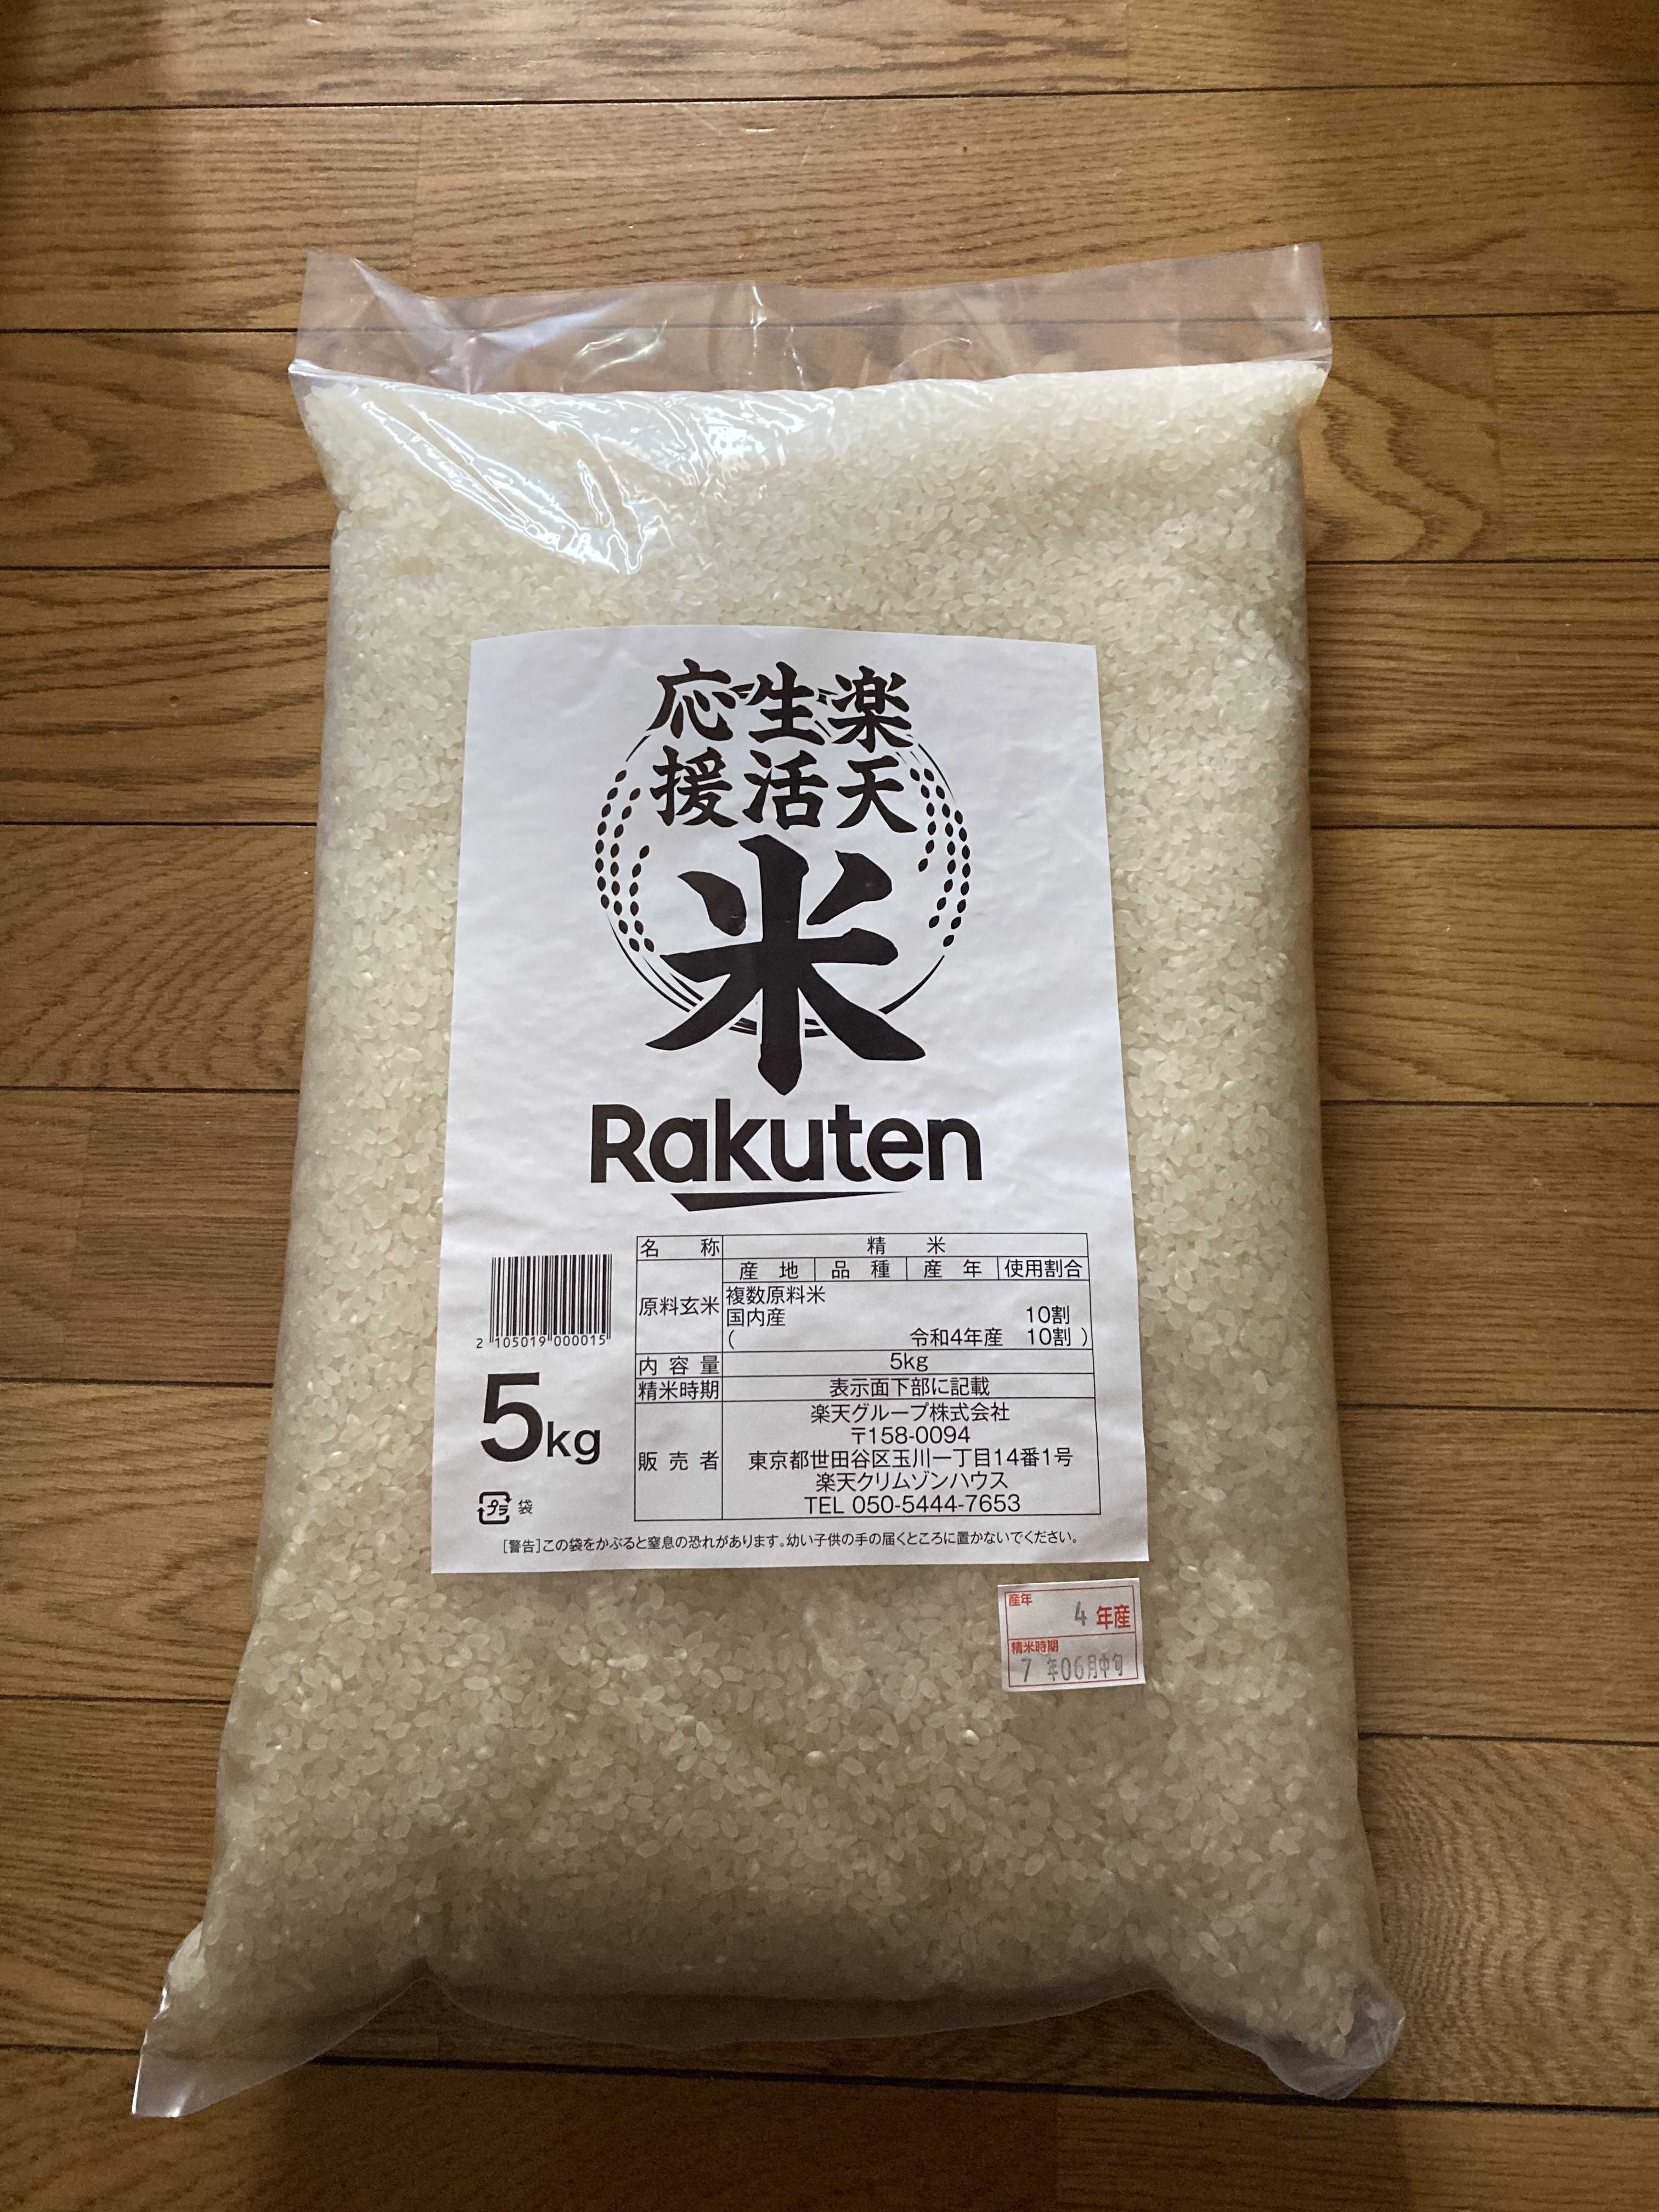 楽天
生活
応援
米
Rakuten
名称 精米
原料玄米 産地 品種 産年 使用割合
複数原料米
国内産 10割
( 令和4年産 10割 )
内容量 5kg
精米時期 表示面下部に記載
販売者 楽天グループ株式会社
〒158-0094
東京都世田谷区玉川一丁目14番1号
楽天クリムゾンハウス
TEL 050-5444-7653
2 105019 000015
5kg
プラ 袋
[警告]この袋をかぶると窒息の恐れがあります。幼い子供の手の届くところに置かないでください。
産年
4 年産
精米時期
7 年06月中旬